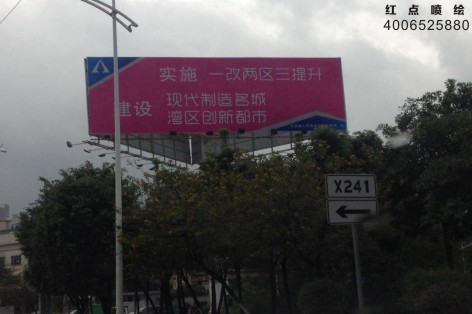 红点喷绘
4006525880
实施 一改两区三提升
建设 现代制造名城
湾区创新都市
X241